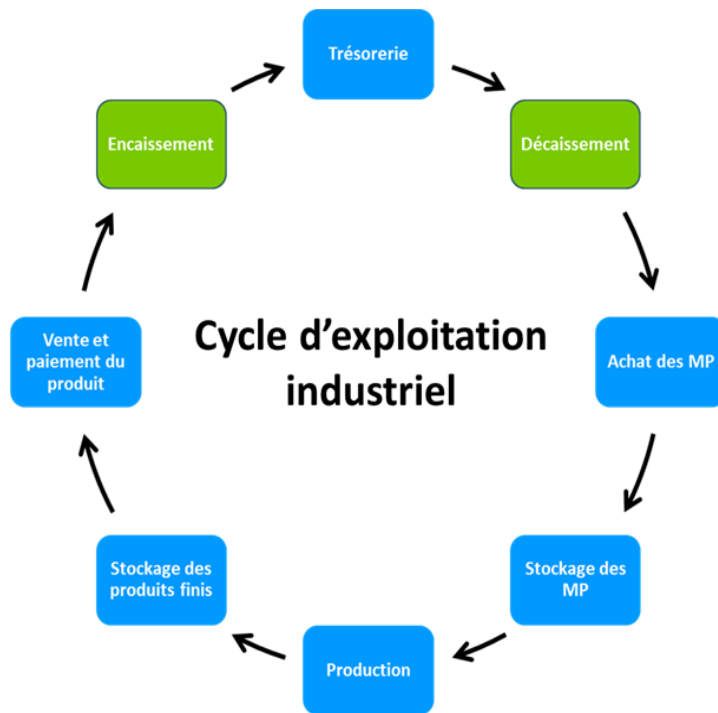 Trésorerie
Encaissement
Décaissement
Cycle d’exploitation
industriel
Vente et
paiement du
produit
Achat des MP
Stockage des
produits finis
Stockage des
MP
Production